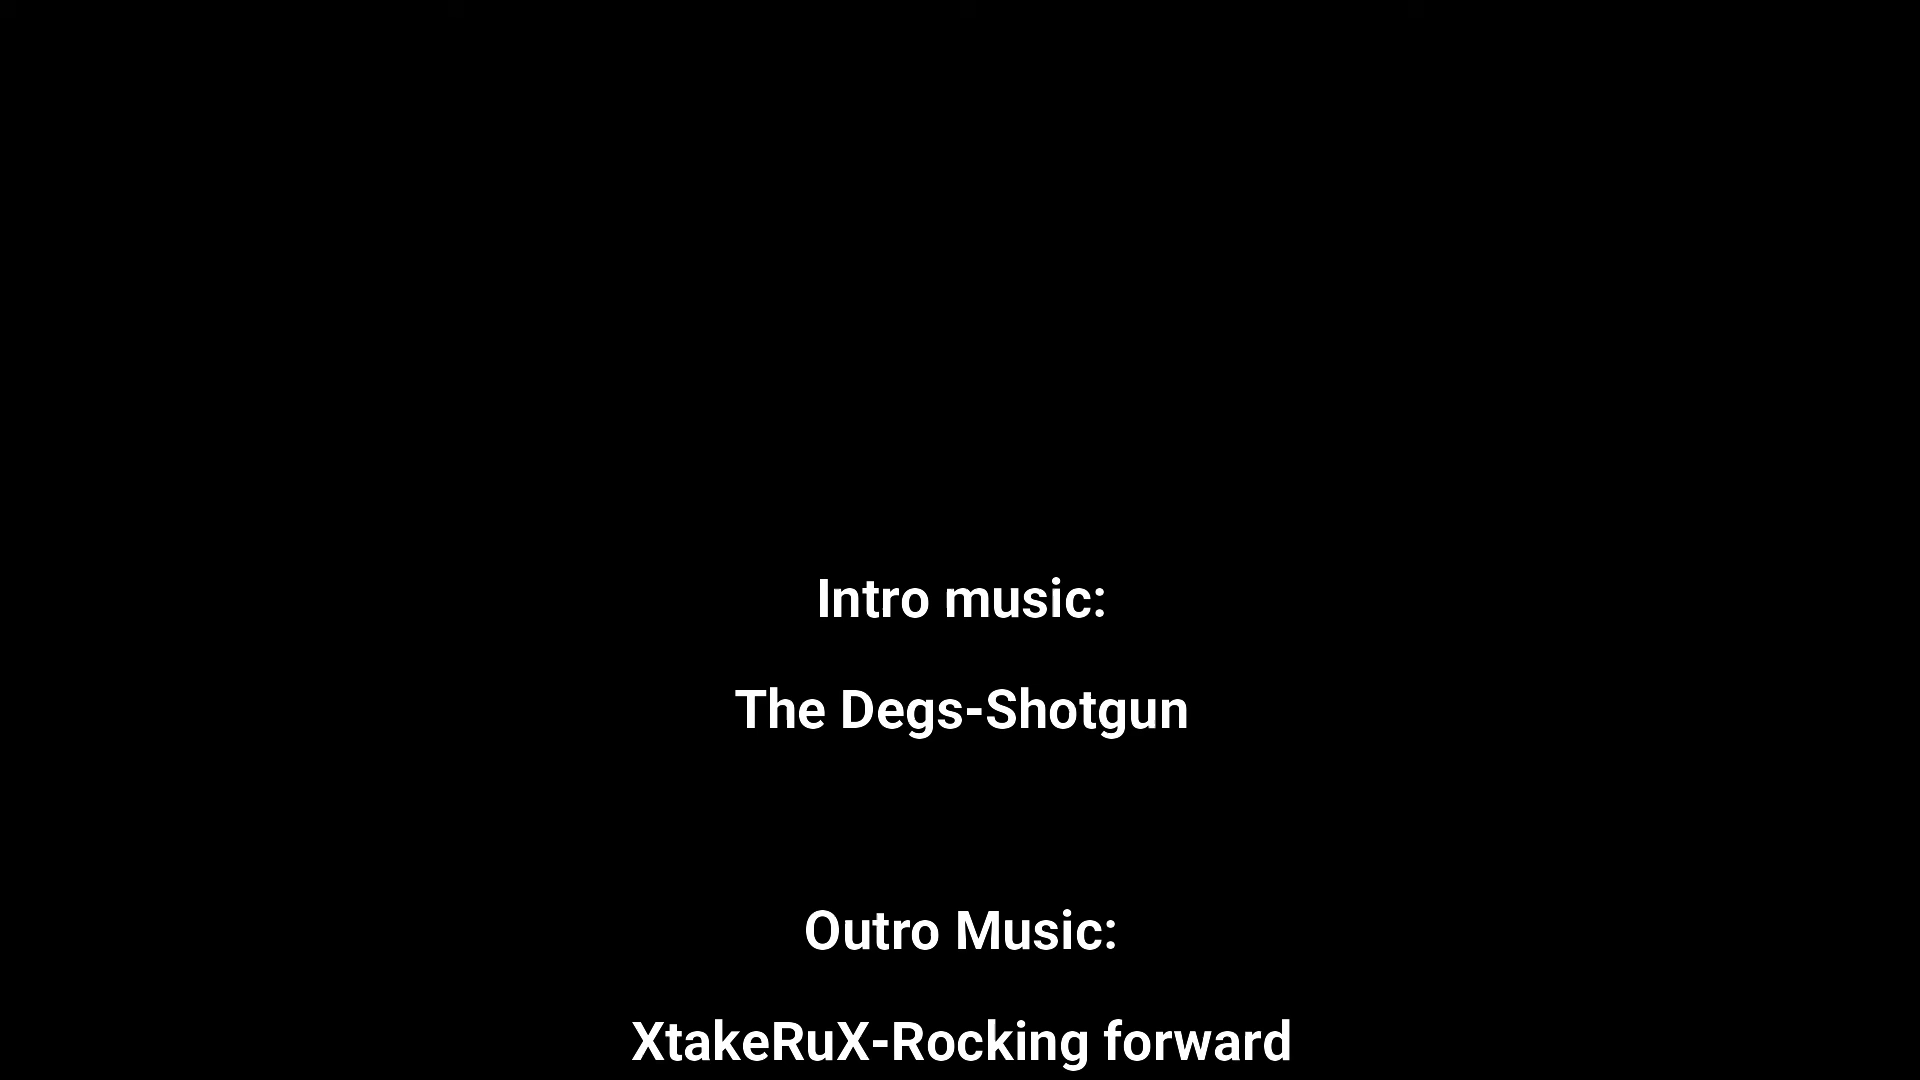 Intro music:
The Degs-Shotgun
Outro Music:
XtakeRuX-Rocking forward